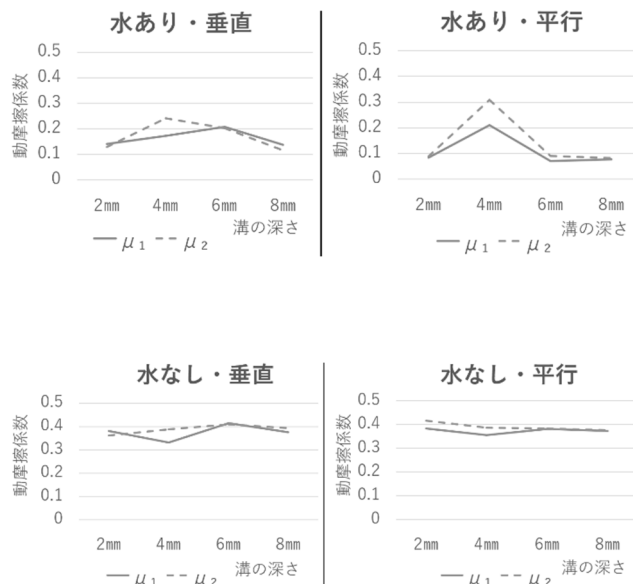 水あり・垂直
動摩擦係数
0.5
0.4
0.3
0.2
0.1
0
2mm 4mm 6mm 8mm
溝の深さ
μ₁ μ₂
水あり・平行
動摩擦係数
0.5
0.4
0.3
0.2
0.1
0
2mm 4mm 6mm 8mm
溝の深さ
μ₁ μ₂
水なし・垂直
動摩擦係数
0.5
0.4
0.3
0.2
0.1
0
2mm 4mm 6mm 8mm
溝の深さ
μ₁ μ₂
水なし・平行
動摩擦係数
0.5
0.4
0.3
0.2
0.1
0
2mm 4mm 6mm 8mm
溝の深さ
μ₁ μ₂